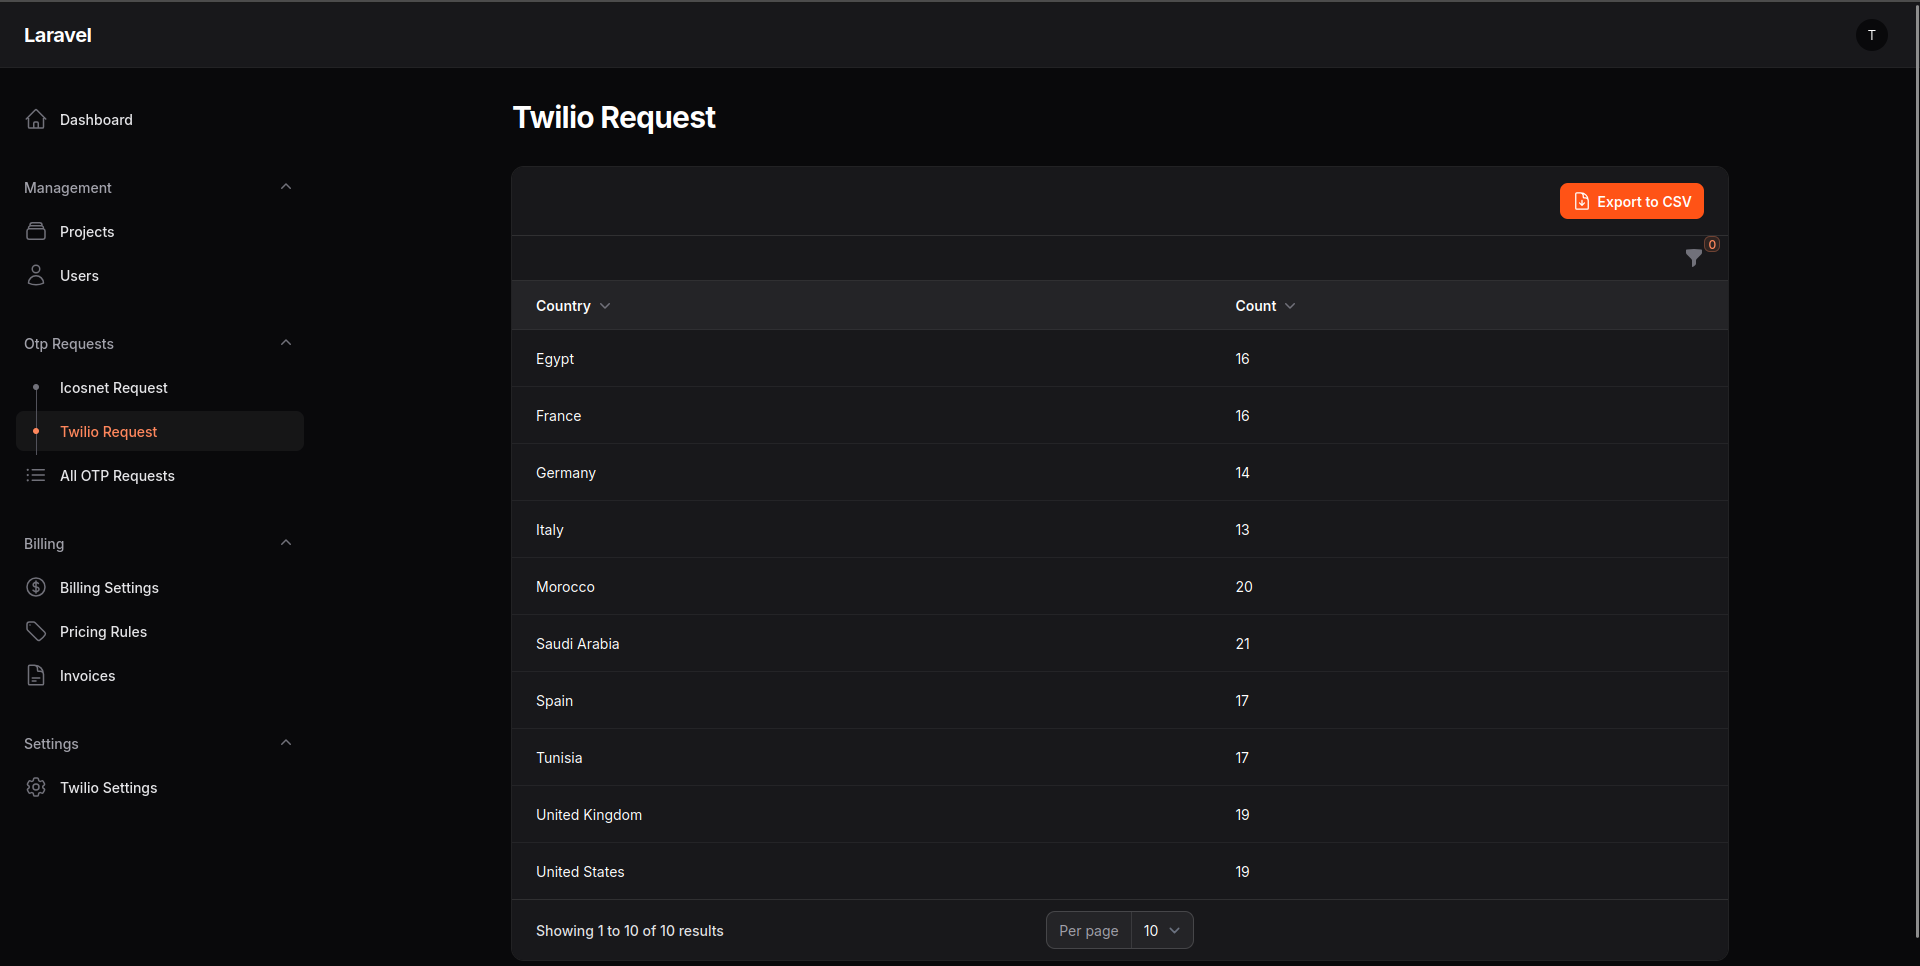 Laravel
T
Dashboard
Management
Projects
Users
Otp Requests
Icosnet Request
Twilio Request
All OTP Requests
Billing
Billing Settings
Pricing Rules
Invoices
Settings
Twilio Settings
Twilio Request
Export to CSV
0
Country Count
Egypt 16
France 16
Germany 14
Italy 13
Morocco 20
Saudi Arabia 21
Spain 17
Tunisia 17
United Kingdom 19
United States 19
Showing 1 to 10 of 10 results
Per page 10